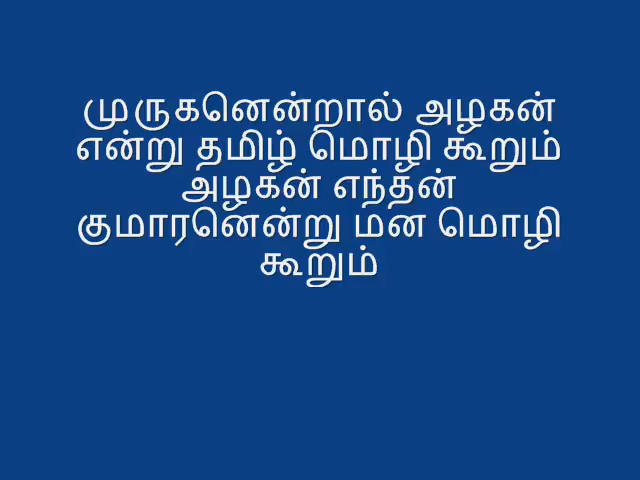 முருகனென்றால் அழகன்
என்று தமிழ் மொழி கூறும்
அழகன் எந்தன்
குமாரனென்று மன மொழி
கூறும்